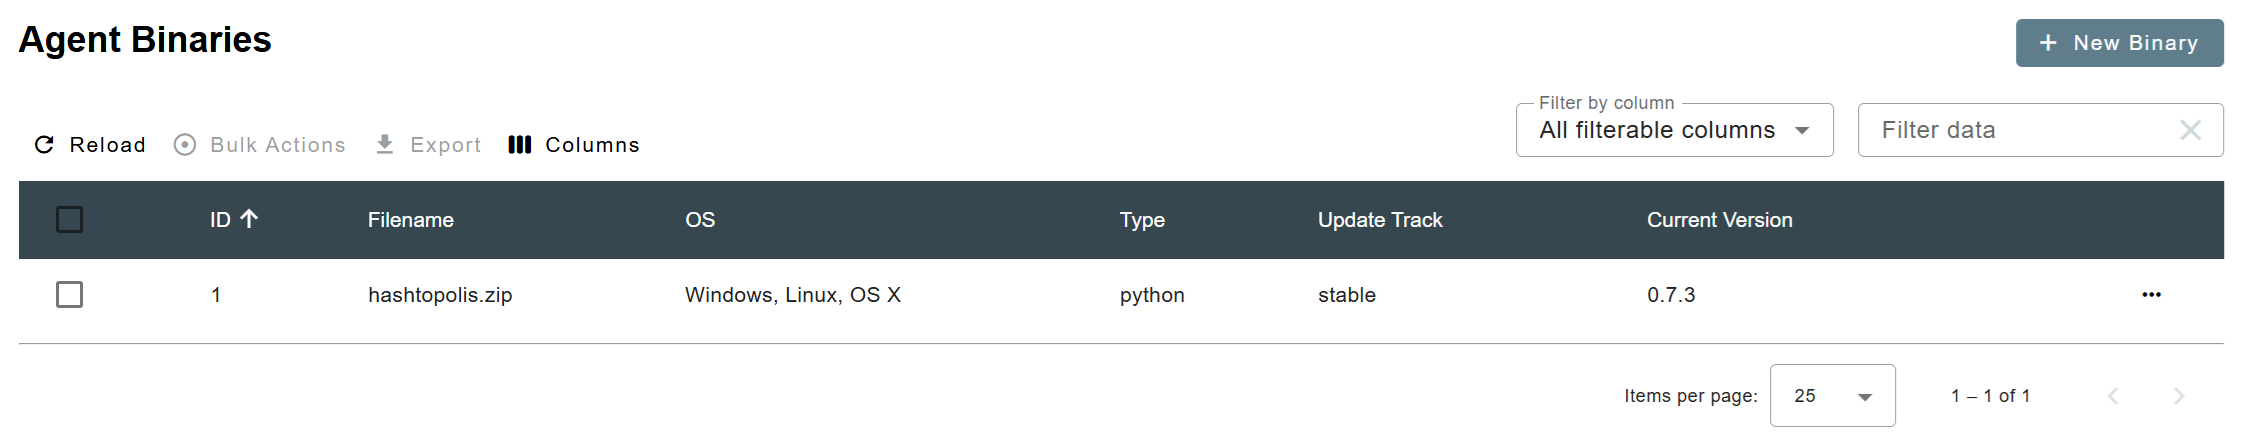 Agent Binaries
+ New Binary
Reload Bulk Actions Export Columns
Filter by column
All filterable columns
Filter data
ID Filename OS Type Update Track Current Version
1 hashtopolis.zip Windows, Linux, OS X python stable 0.7.3 •••
Items per page: 25 1 – 1 of 1